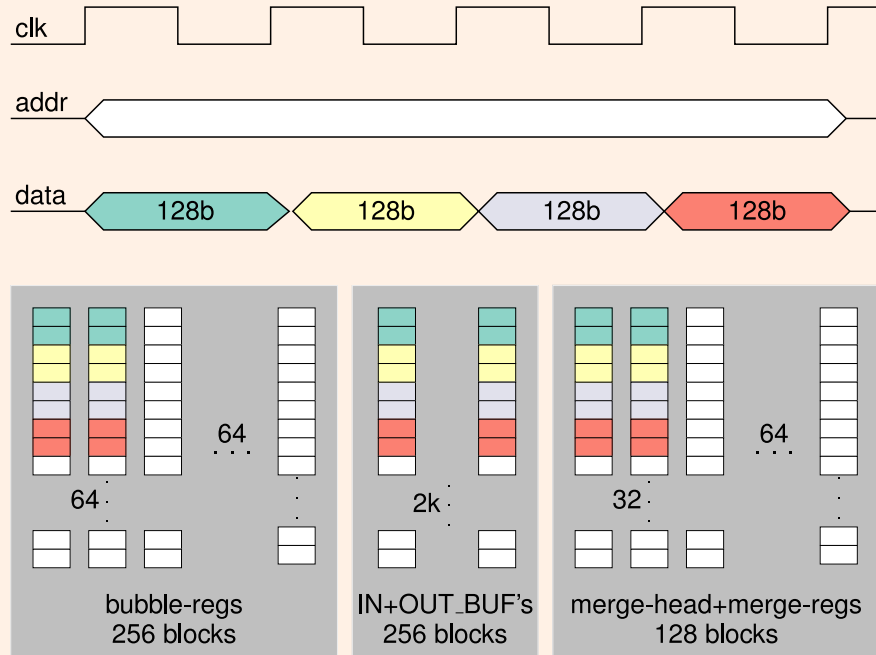 clk
addr
data
128b 128b 128b 128b
64 64
64 2k 32
bubble-regs IN+OUT_BUF's merge-head+merge-regs
256 blocks 256 blocks 128 blocks